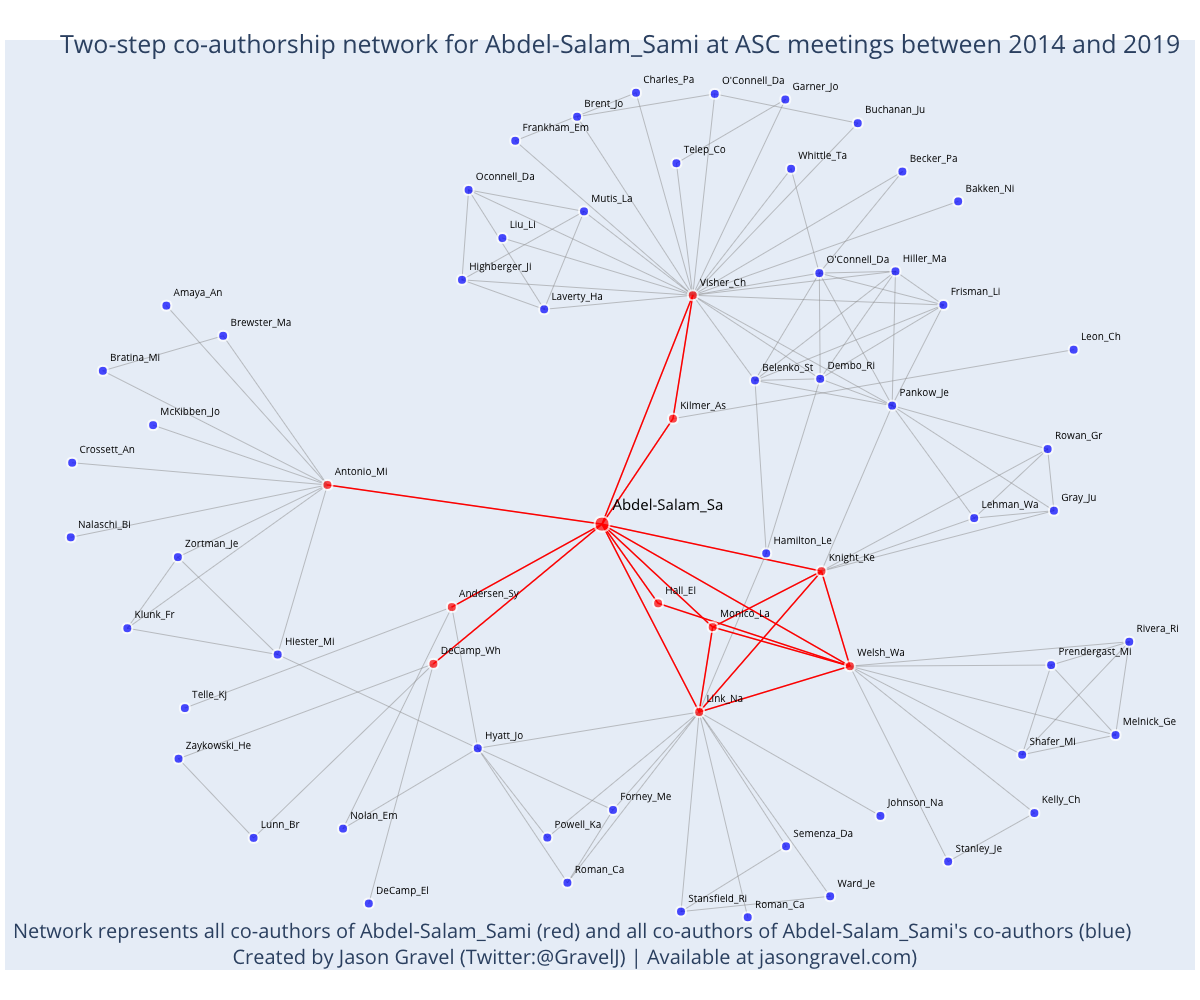 Two-step co-authorship network for Abdel-Salam_Sami at ASC meetings between 2014 and 2019
Charles_Pa
O'Connell_Da
Garner_Jo
Brent_Jo
Buchanan_Ju
Frankham_Em
Telep_Co
Whittle_Ta
Becker_Pa
Oconnell_Da
Bakken_Ni
Mutis_La
Liu_Li
Highberger_Ji
O'Connell_Da
Hiller_Ma
Visher_Ch
Frisman_Li
Laverty_Ha
Amaya_An
Brewster_Ma
Leon_Ch
Bratina_Mi
Belenko_St
Dembo_Ri
Pankow_Je
Kilmer_As
McKibben_Jo
Rowan_Gr
Crossett_An
Antonio_Mi
Gray_Ju
Lehman_Wa
Abdel-Salam_Sa
Nalaschi_Bl
Zortman_Je
Hamilton_Le
Knight_Ke
Hall_El
Andersen_Sy
Klunk_Fr
Monico_La
Rivera_Ri
Hiester_Mi
DeCamp_Wh
Welsh_Wa
Prendergast_Mi
Telle_Kj
Link_Na
Melnick_Ge
Zaykowski_He
Hyatt_Jo
Shafer_Mi
Forney_Me
Johnson_Na
Kelly_Ch
Lunn_Br
Nolan_Em
Powell_Ka
Semenza_Da
Stanley_Je
Roman_Ca
Ward_Je
DeCamp_El
Stansfield_Ri
Roman_Ca
Network represents all co-authors of Abdel-Salam_Sami (red) and all co-authors of Abdel-Salam_Sami's co-authors (blue)
Created by Jason Gravel (Twitter:@GravelJ) | Available at jasongravel.com)